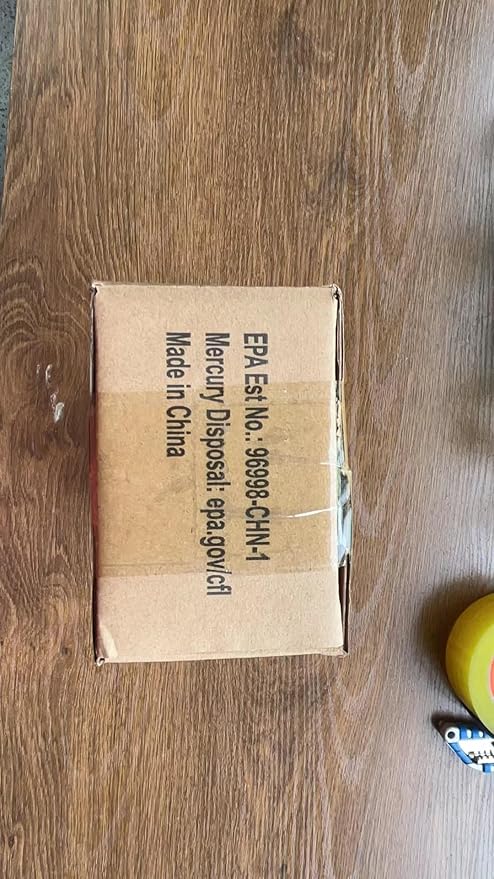 EPA Est No.: 96998-CHN-1
Mercury Disposal: epa.gov/cfl
Made in China